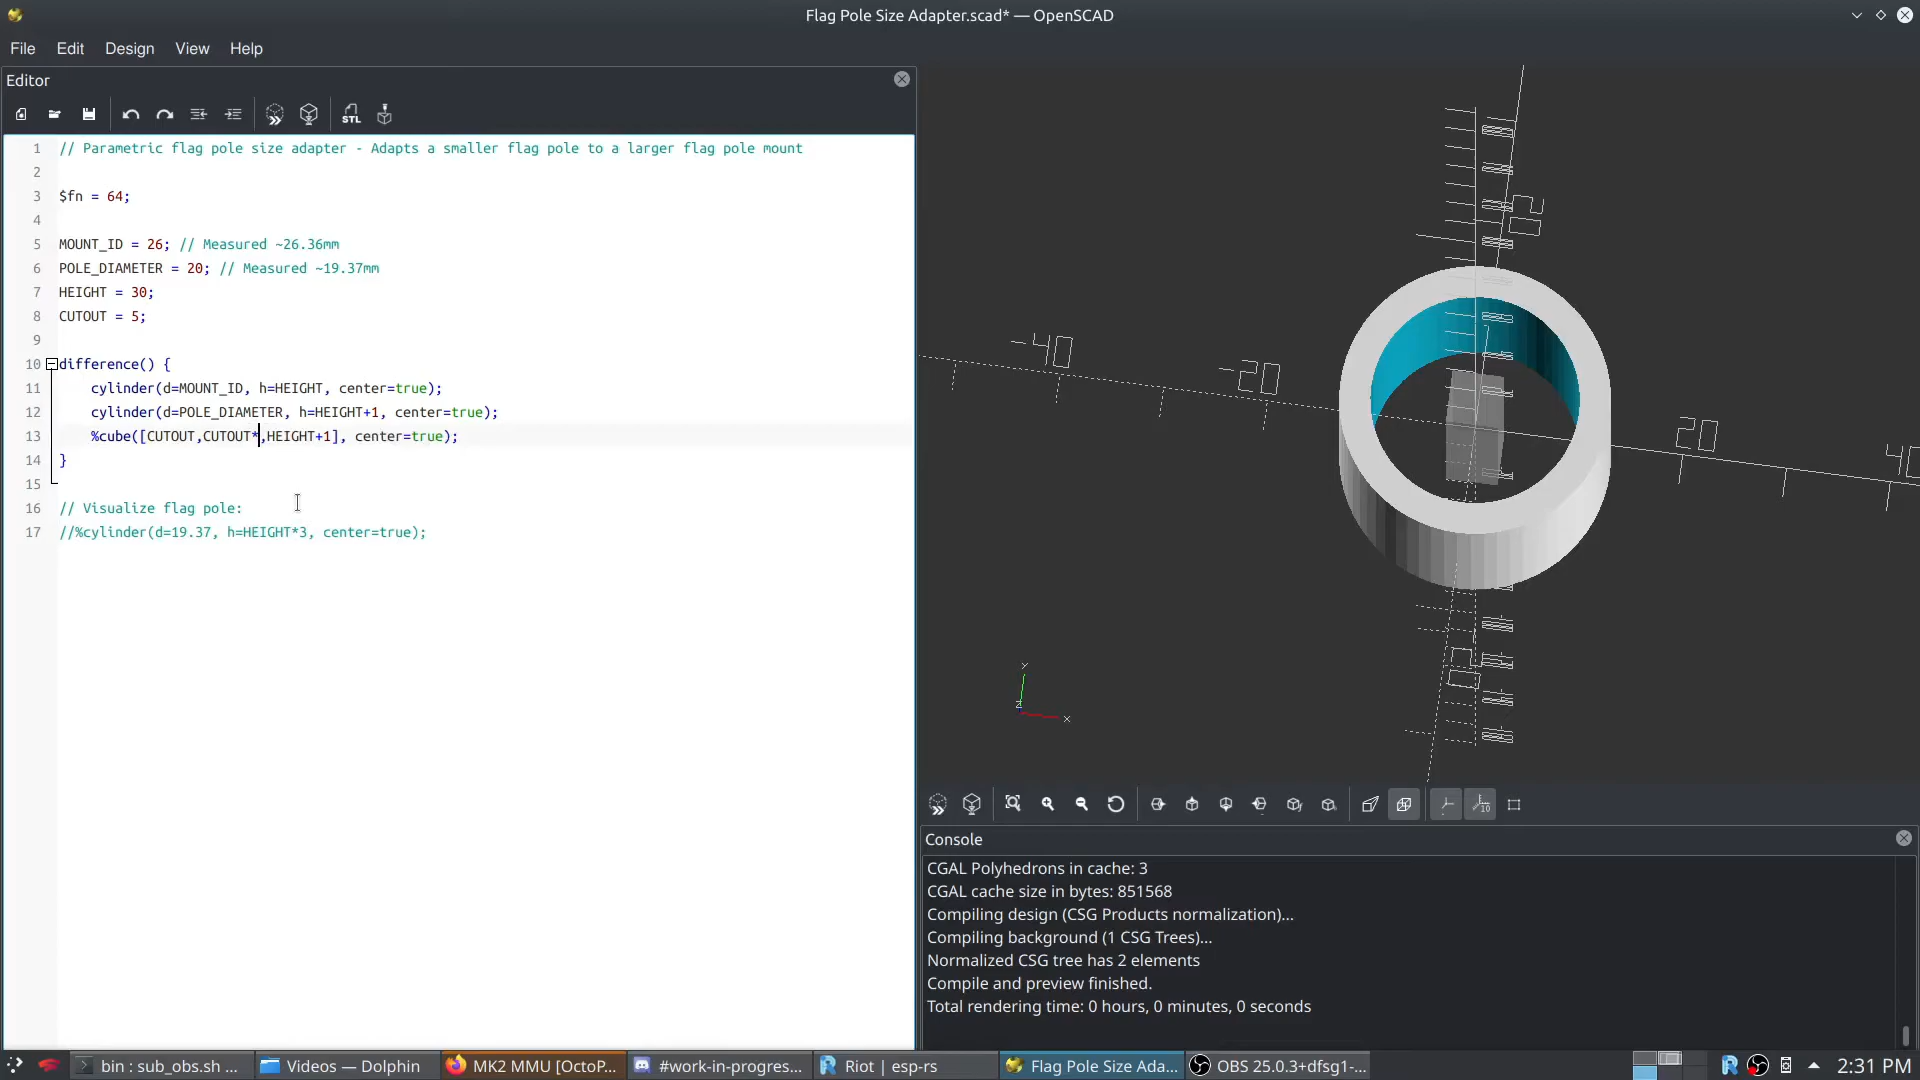 Flag Pole Size Adapter.scad* — OpenSCAD
File Edit Design View Help
Editor
STL
1 // Parametric flag pole size adapter - Adapts a smaller flag pole to a larger flag pole mount
2
3 $fn = 64;
4
5 MOUNT_ID = 26; // Measured ~26.36mm
6 POLE_DIAMETER = 20; // Measured ~19.37mm
7 HEIGHT = 30;
8 CUTOUT = 5;
9
10 difference() {
11 cylinder(d=MOUNT_ID, h=HEIGHT, center=true);
12 cylinder(d=POLE_DIAMETER, h=HEIGHT+1, center=true);
13 %cube([CUTOUT,CUTOUT*,HEIGHT+1], center=true);
14 }
15
16 // Visualize flag pole:
17 //%cylinder(d=19.37, h=HEIGHT*3, center=true);
20
-40
-20
20
40
Y
Z
X
10
Console
CGAL Polyhedrons in cache: 3
CGAL cache size in bytes: 851568
Compiling design (CSG Products normalization)...
Compiling background (1 CSG Trees)...
Normalized CSG tree has 2 elements
Compile and preview finished.
Total rendering time: 0 hours, 0 minutes, 0 seconds
bin : sub_obs.sh ...
Videos — Dolphin
MK2 MMU [OctoP...
#work-in-progres...
Riot | esp-rs
Flag Pole Size Ada...
OBS 25.0.3+dfsg1-...
2:31 PM